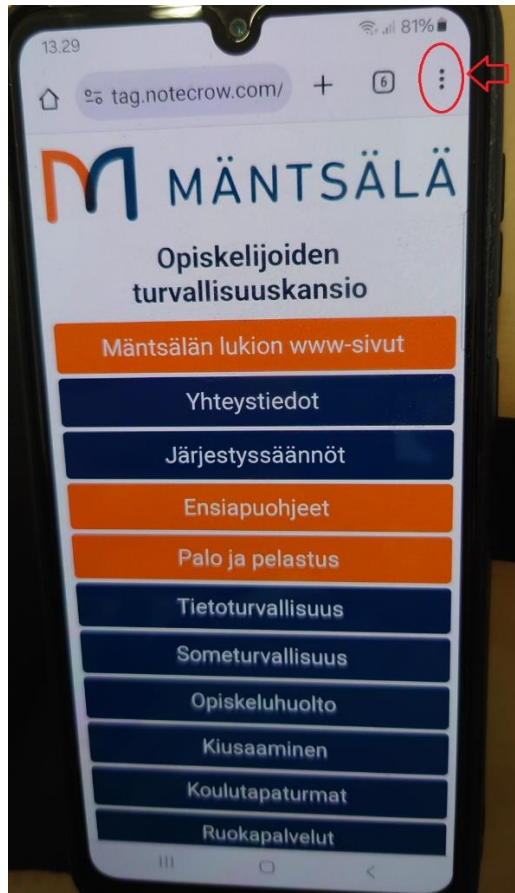 13.29
81%
tag.notecrow.com/
6
MÄNTSÄLÄ
Opiskelijoiden
turvallisuuskansio
Mäntsälän lukion www-sivut
Yhteystiedot
Järjestyssäännöt
Ensiapuohjeet
Palo ja pelastus
Tietoturvallisuus
Someturvallisuus
Opiskeluhuolto
Kiusaaminen
Koulutapaturmat
Ruokapalvelut